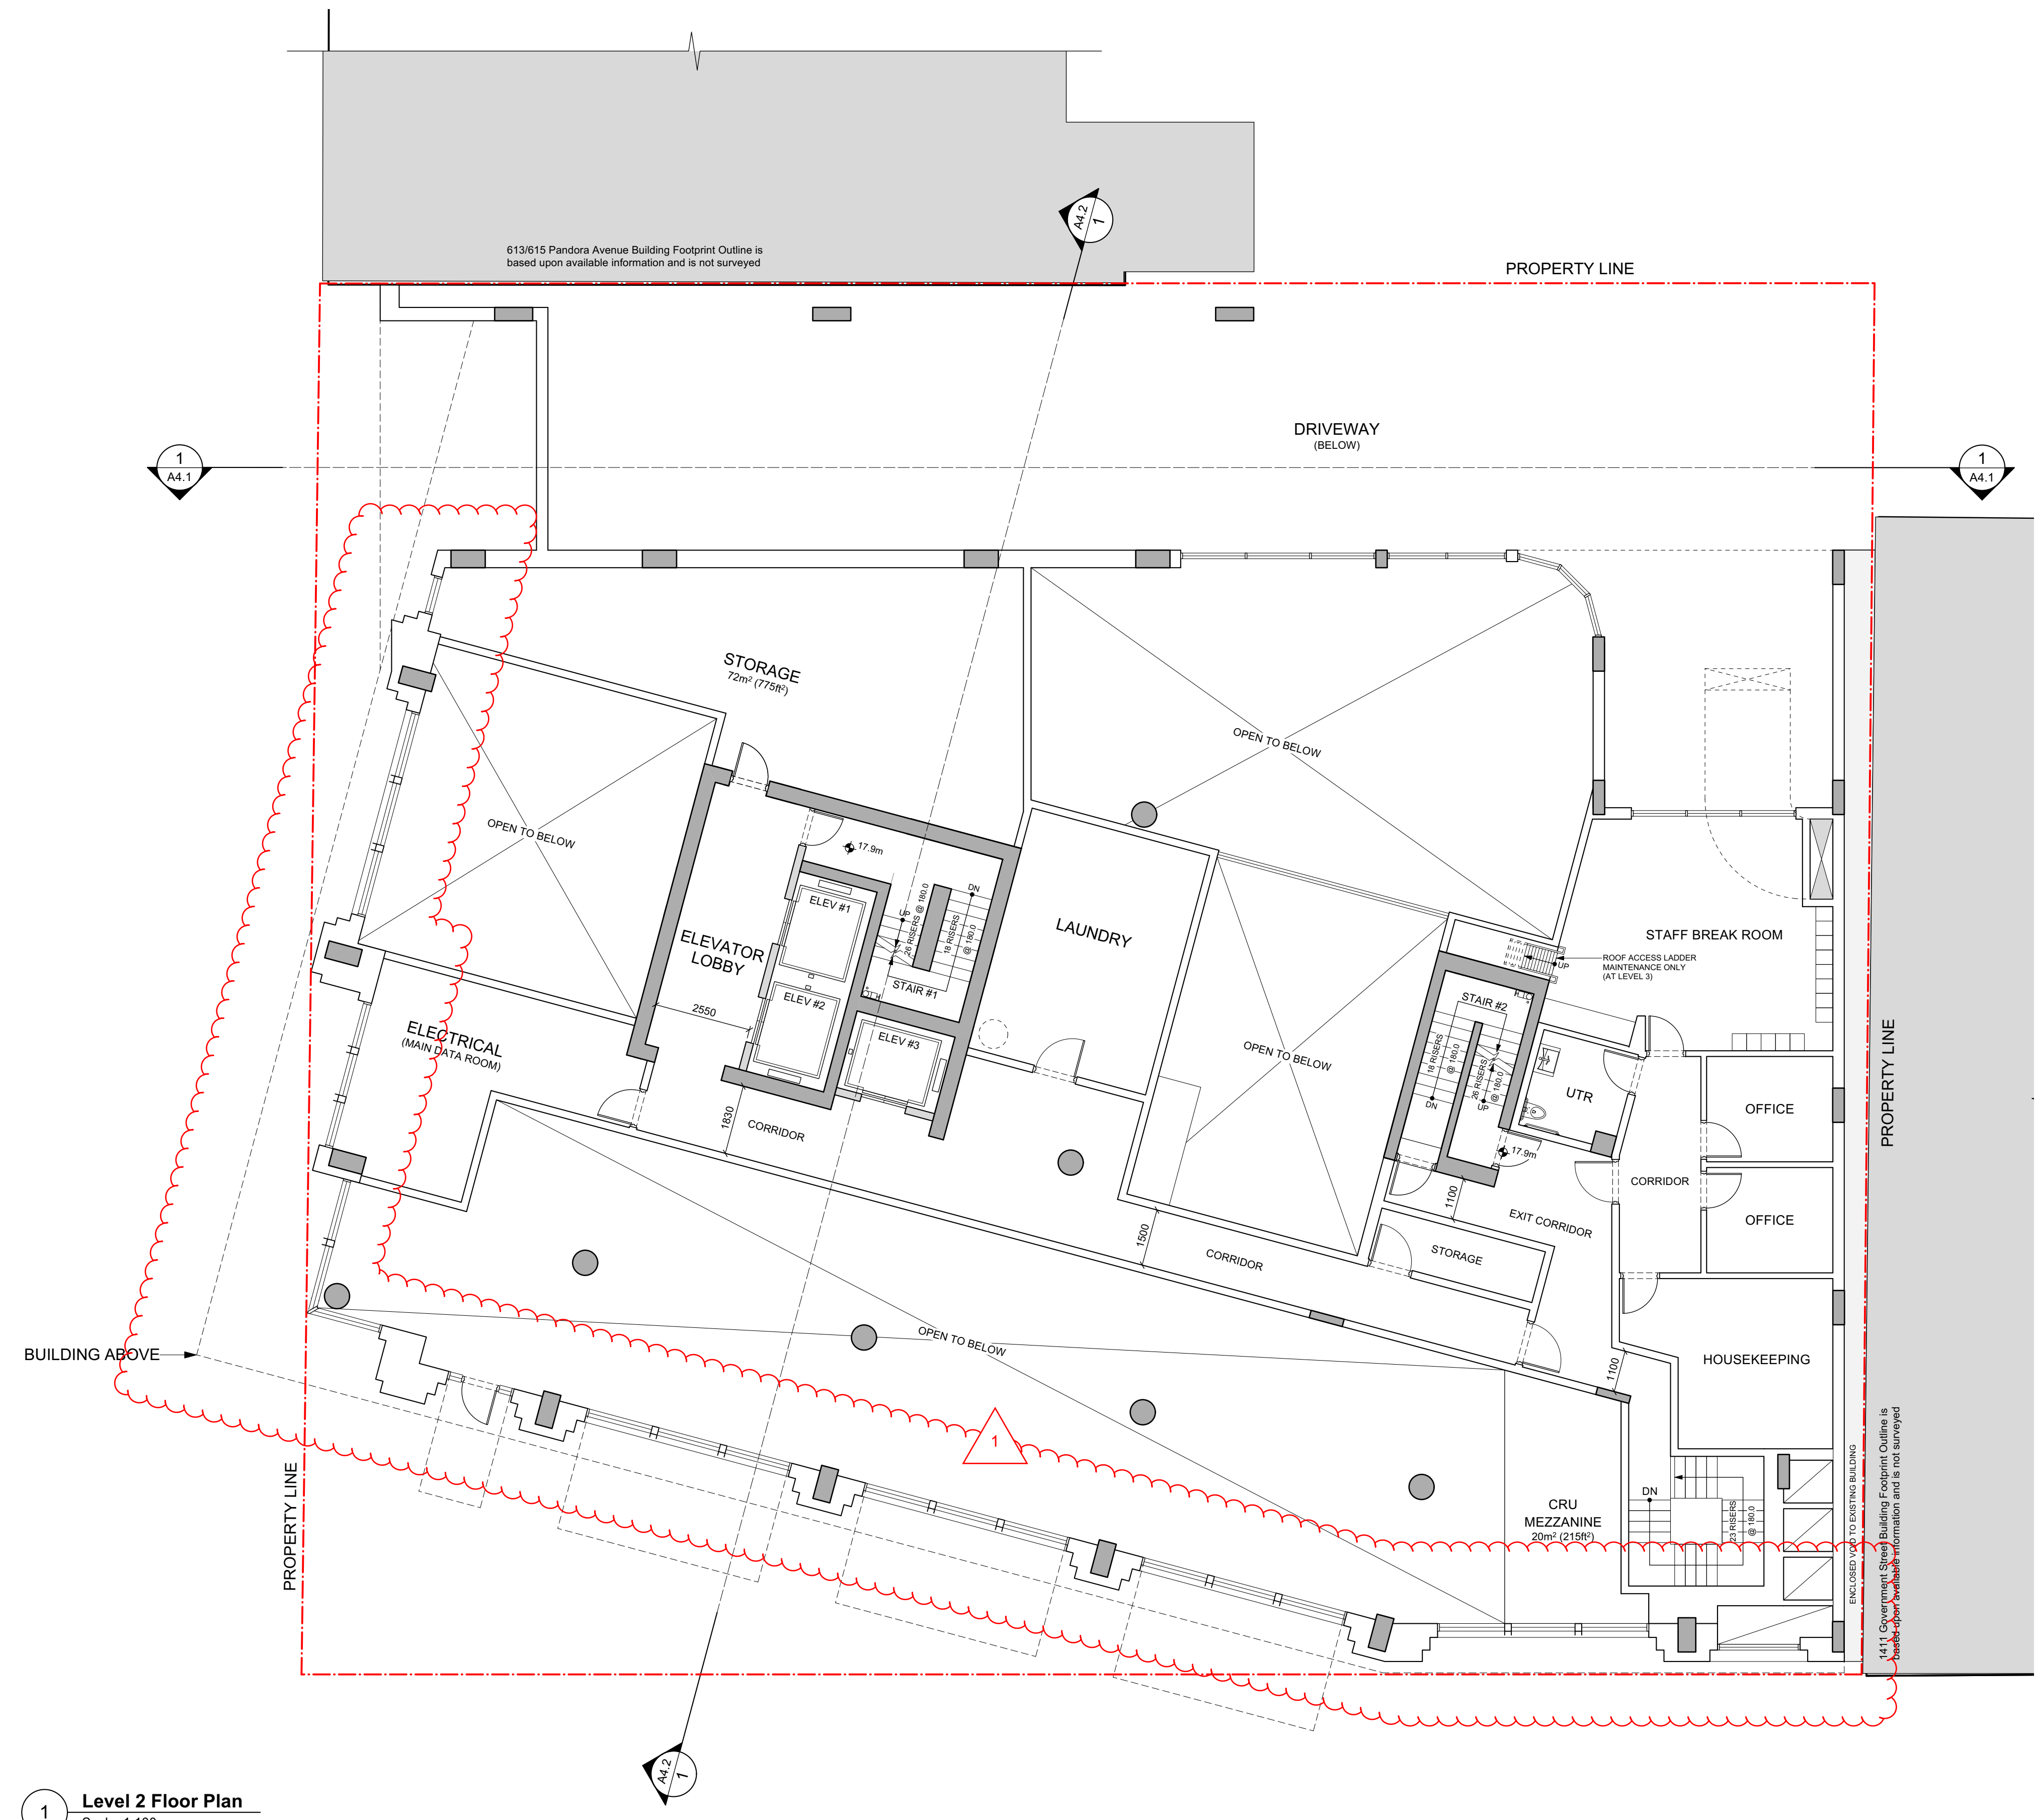 A4.2
1
613/615 Pandora Avenue Building Footprint Outline is
based upon available information and is not surveyed
PROPERTY LINE
DRIVEWAY
(BELOW)
1
A4.1
1
A4.1
STORAGE
72m² (775ft²)
OPEN TO BELOW
OPEN TO BELOW
17.9m
ELEV #1
UP
26 RISERS @ 180.0
DN
18 RISERS
@ 180.0
ELEVATOR
LOBBY
LAUNDRY
STAFF BREAK ROOM
ROOF ACCESS LADDER
MAINTENANCE ONLY
(AT LEVEL 3)
UP
STAIR #1
ELEV #2
2550
ELEV #3
STAIR #2
ELECTRICAL
(MAIN DATA ROOM)
OPEN TO BELOW
18 RISERS
@ 180.0
26 RISERS
@ 180.0
DN
UP
UTR
OFFICE
PROPERTY LINE
1830
CORRIDOR
17.9m
CORRIDOR
1100
EXIT CORRIDOR
OFFICE
1500
CORRIDOR
STORAGE
OPEN TO BELOW
BUILDING ABOVE
1100
HOUSEKEEPING
1
PROPERTY LINE
CRU
MEZZANINE
20m² (215ft²)
DN
23 RISERS
@ 180.0
ENCLOSED VOID TO EXISTING BUILDING
1411 Government Street Building Footprint Outline is
based upon available information and is not surveyed
A4.2
1
1
Level 2 Floor Plan